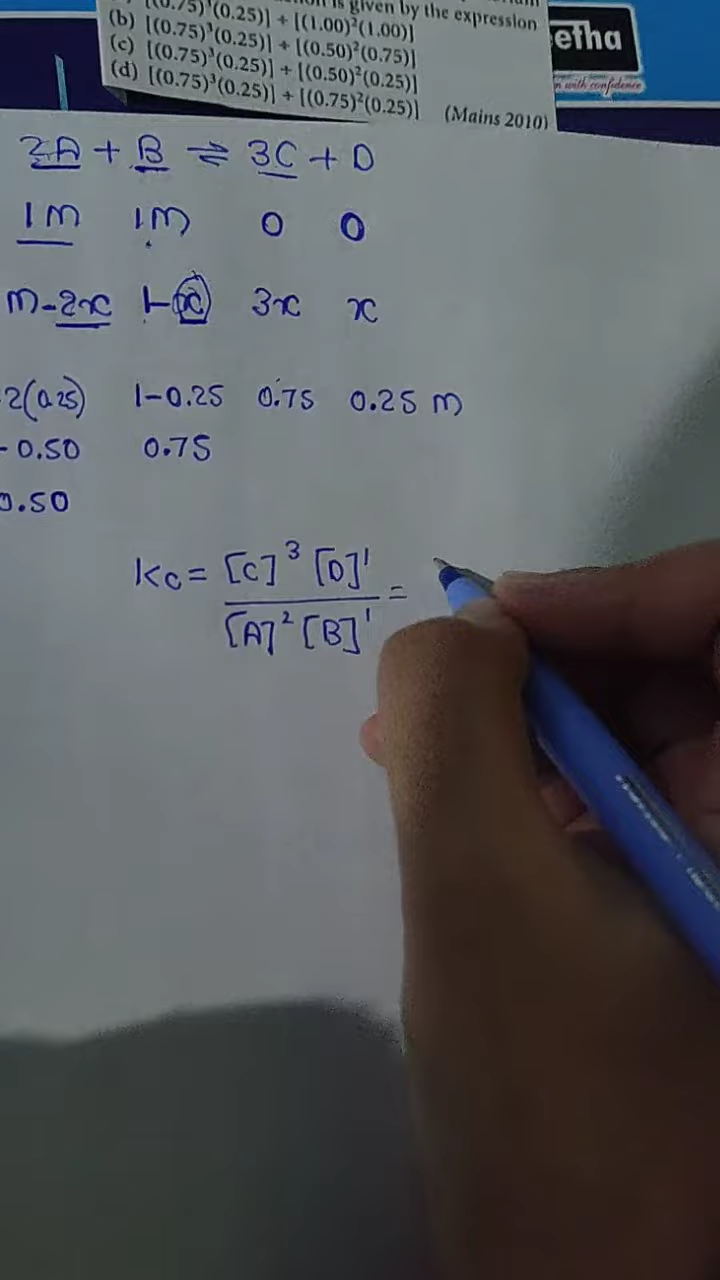 is given by the expression
(0.75)³(0.25)] ÷ [(1.00)²(1.00)]
(b) [(0.75)³(0.25)] ÷ [(0.50)²(0.75)]
(c) [(0.75)³(0.25)] ÷ [(0.50)²(0.25)]
(d) [(0.75)³(0.25)] ÷ [(0.75)²(0.25)]
(Mains 2010)
etha
with confidence
2A + B ⇌ 3C + D
1M 1M 0 0
M-2x 1-x 3x x
2(0.25) 1-0.25 0.75 0.25 M
- 0.50 0.75
0.50
Kc = [C]³ [D]¹ / [A]² [B]¹ =